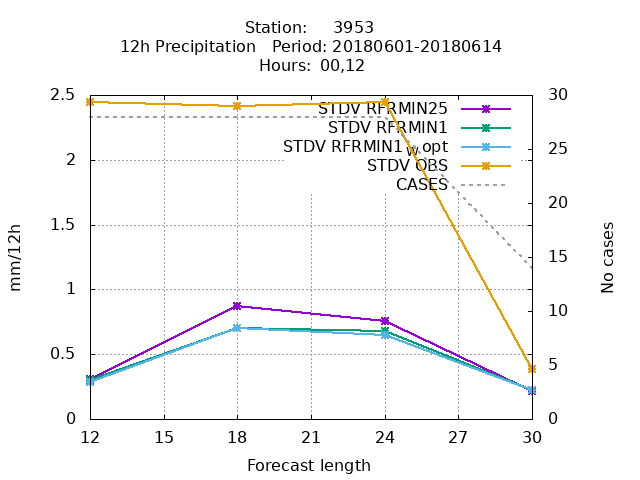 Station: 3953
12h Precipitation Period: 20180601-20180614
Hours: 00,12
2.5
2
1.5
1
0.5
0
30
25
20
15
10
5
0
STDV RFRMIN25
STDV RFRMIN1
STDV RFRMIN1_w_opt
STDV OBS
CASES
mm/12h
No cases
12 15 18 21 24 27 30
Forecast length